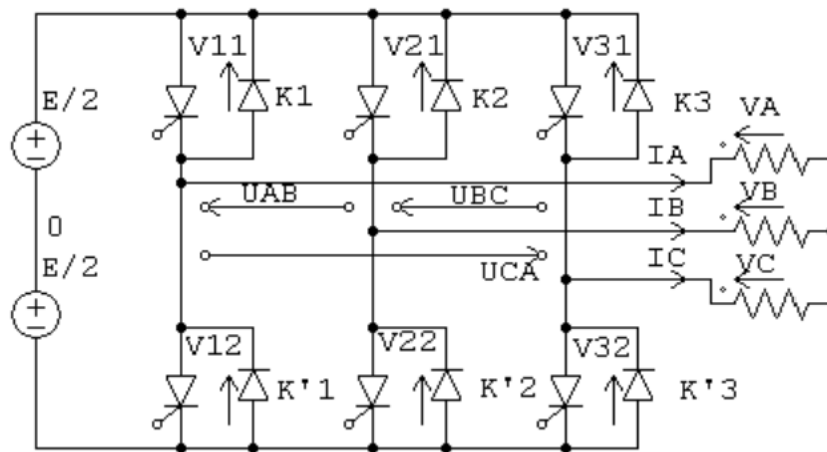 V11
V21
V31
E/2
K1
K2
K3
VA
IA
UAB
UBC
VB
0
IB
E/2
UCA
IC
VC
V12
V22
V32
K'1
K'2
K'3